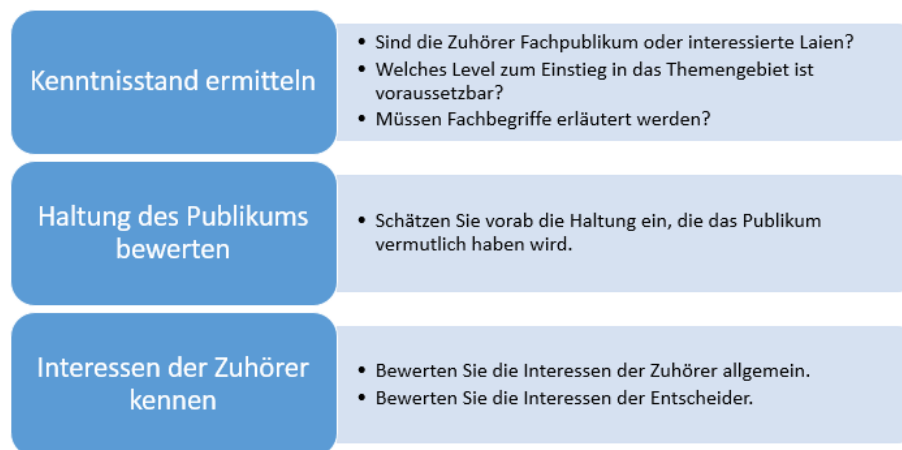 Kenntnisstand ermitteln
• Sind die Zuhörer Fachpublikum oder interessierte Laien?
• Welches Level zum Einstieg in das Themengebiet ist
voraussetzbar?
• Müssen Fachbegriffe erläutert werden?
Haltung des Publikums
bewerten
• Schätzen Sie vorab die Haltung ein, die das Publikum
vermutlich haben wird.
Interessen der Zuhörer
kennen
• Bewerten Sie die Interessen der Zuhörer allgemein.
• Bewerten Sie die Interessen der Entscheider.